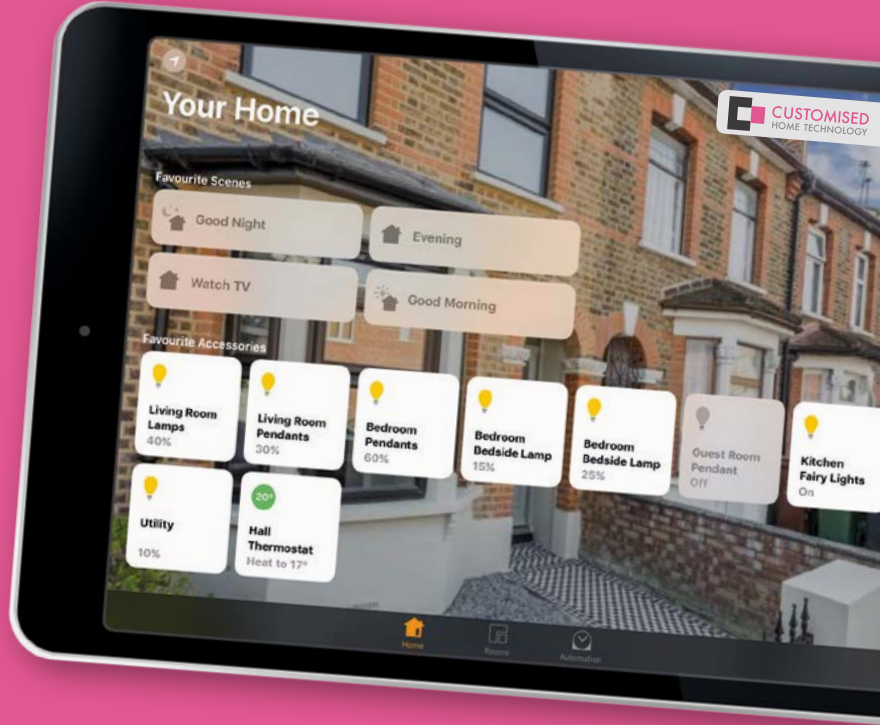 Your Home
CUSTOMISED
HOME TECHNOLOGY
Favourite Scenes
Good Night
Evening
Watch TV
Good Morning
Favourite Accessories
Living Room
Lamps
40%
Living Room
Pendants
30%
Bedroom
Pendants
60%
Bedroom
Bedside Lamp
15%
Bedroom
Bedside Lamp
25%
Guest Room
Pendant
Off
Kitchen
Fairy Lights
On
Utility
10%
20°
Hall
Thermostat
Heat to 17°
Home
Rooms
Automation